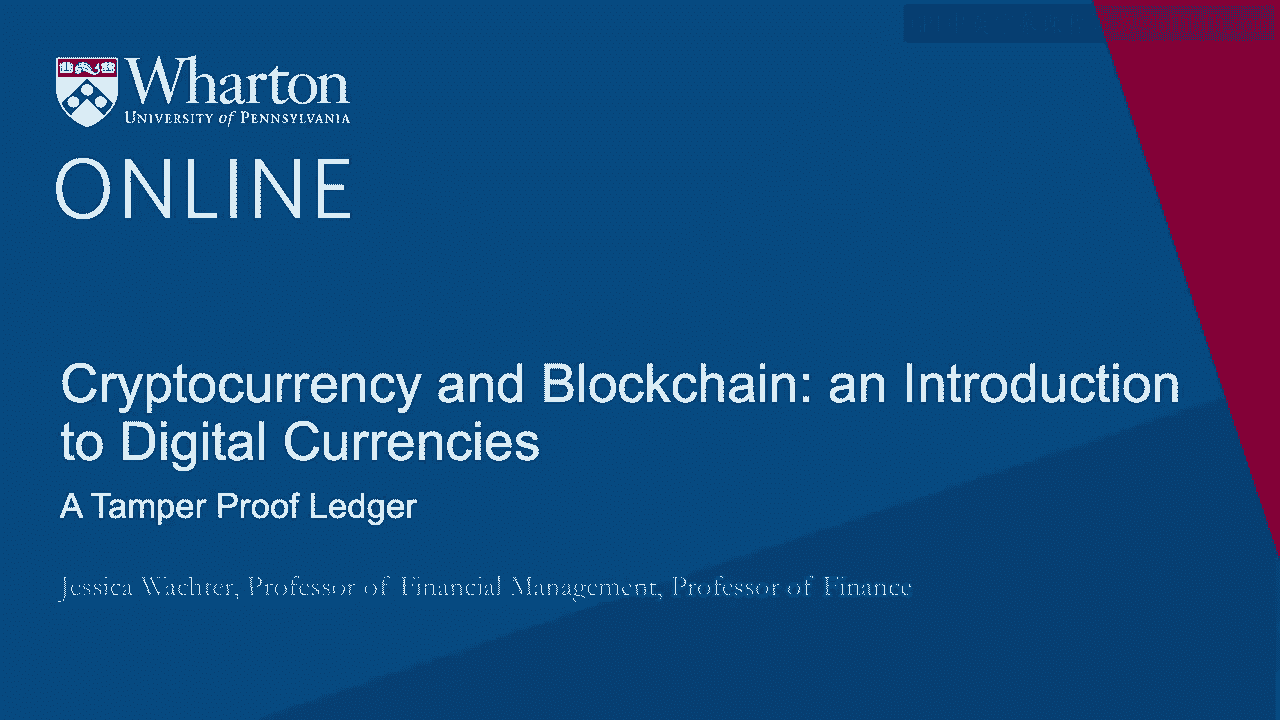 Wharton
UNIVERSITY of PENNSYLVANIA
ONLINE
Cryptocurrency and Blockchain: an Introduction
to Digital Currencies
A Tamper Proof Ledger
Jessica Wachter, Professor of Financial Management, Professor of Finance